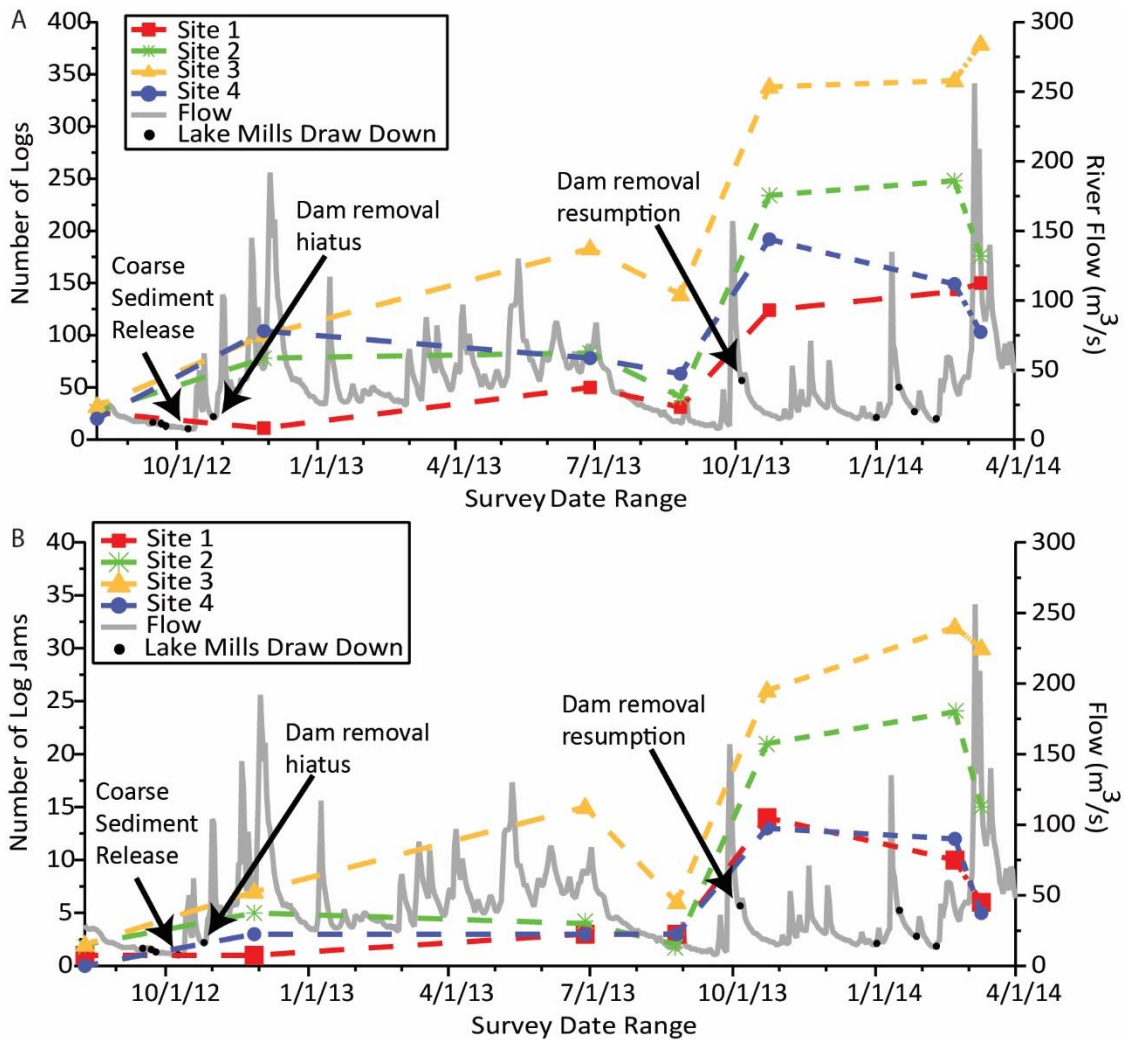 A
Number of Logs
400
350
300
250
200
150
100
50
0
Site 1
Site 2
Site 3
Site 4
Flow
Lake Mills Draw Down
Coarse
Sediment
Release
Dam removal
hiatus
Dam removal
resumption
300
250
200
150
100
50
0
River Flow (m³/s)
10/1/12 1/1/13 4/1/13 7/1/13 10/1/13 1/1/14 4/1/14
Survey Date Range
B
Number of Log Jams
40
35
30
25
20
15
10
5
0
Site 1
Site 2
Site 3
Site 4
Flow
Lake Mills Draw Down
Coarse
Sediment
Release
Dam removal
hiatus
Dam removal
resumption
300
250
200
150
100
50
0
Flow (m³/s)
10/1/12 1/1/13 4/1/13 7/1/13 10/1/13 1/1/14 4/1/14
Survey Date Range